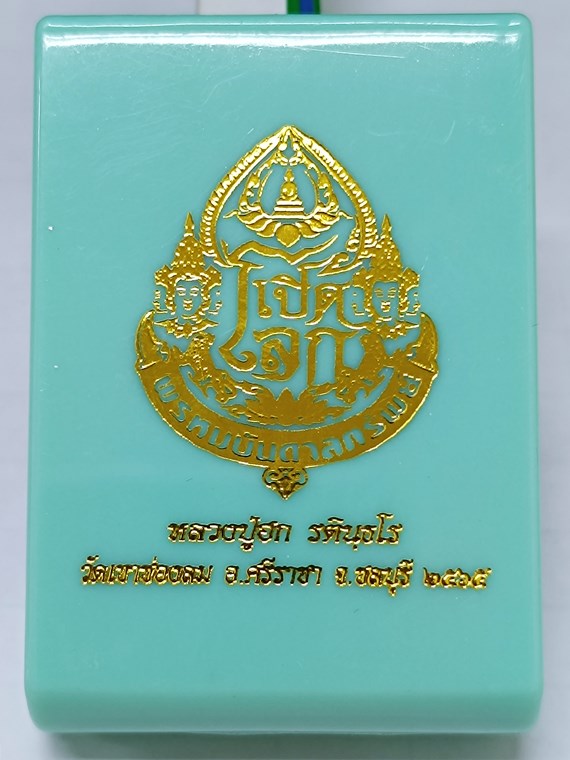 เปิด
โลก
พรหมบันดาลทรัพย์
หลวงปู่ฮก รตินฺธโร
วัดเขาช่องลม อ.ศรีราชา จ.ชลบุรี ๒๕๖๕